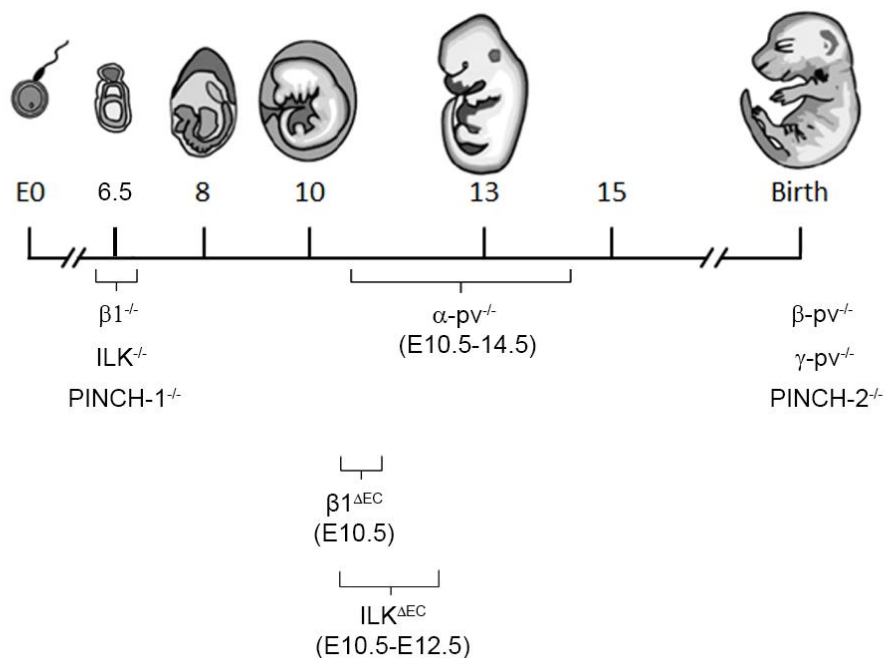 E0 6.5 8 10 13 15 Birth
β1-/- α-pv-/- β-pv-/-
(E10.5-14.5)
ILK-/- γ-pv-/-
PINCH-1-/- PINCH-2-/-
β1ΔEC
(E10.5)
ILKΔEC
(E10.5-E12.5)